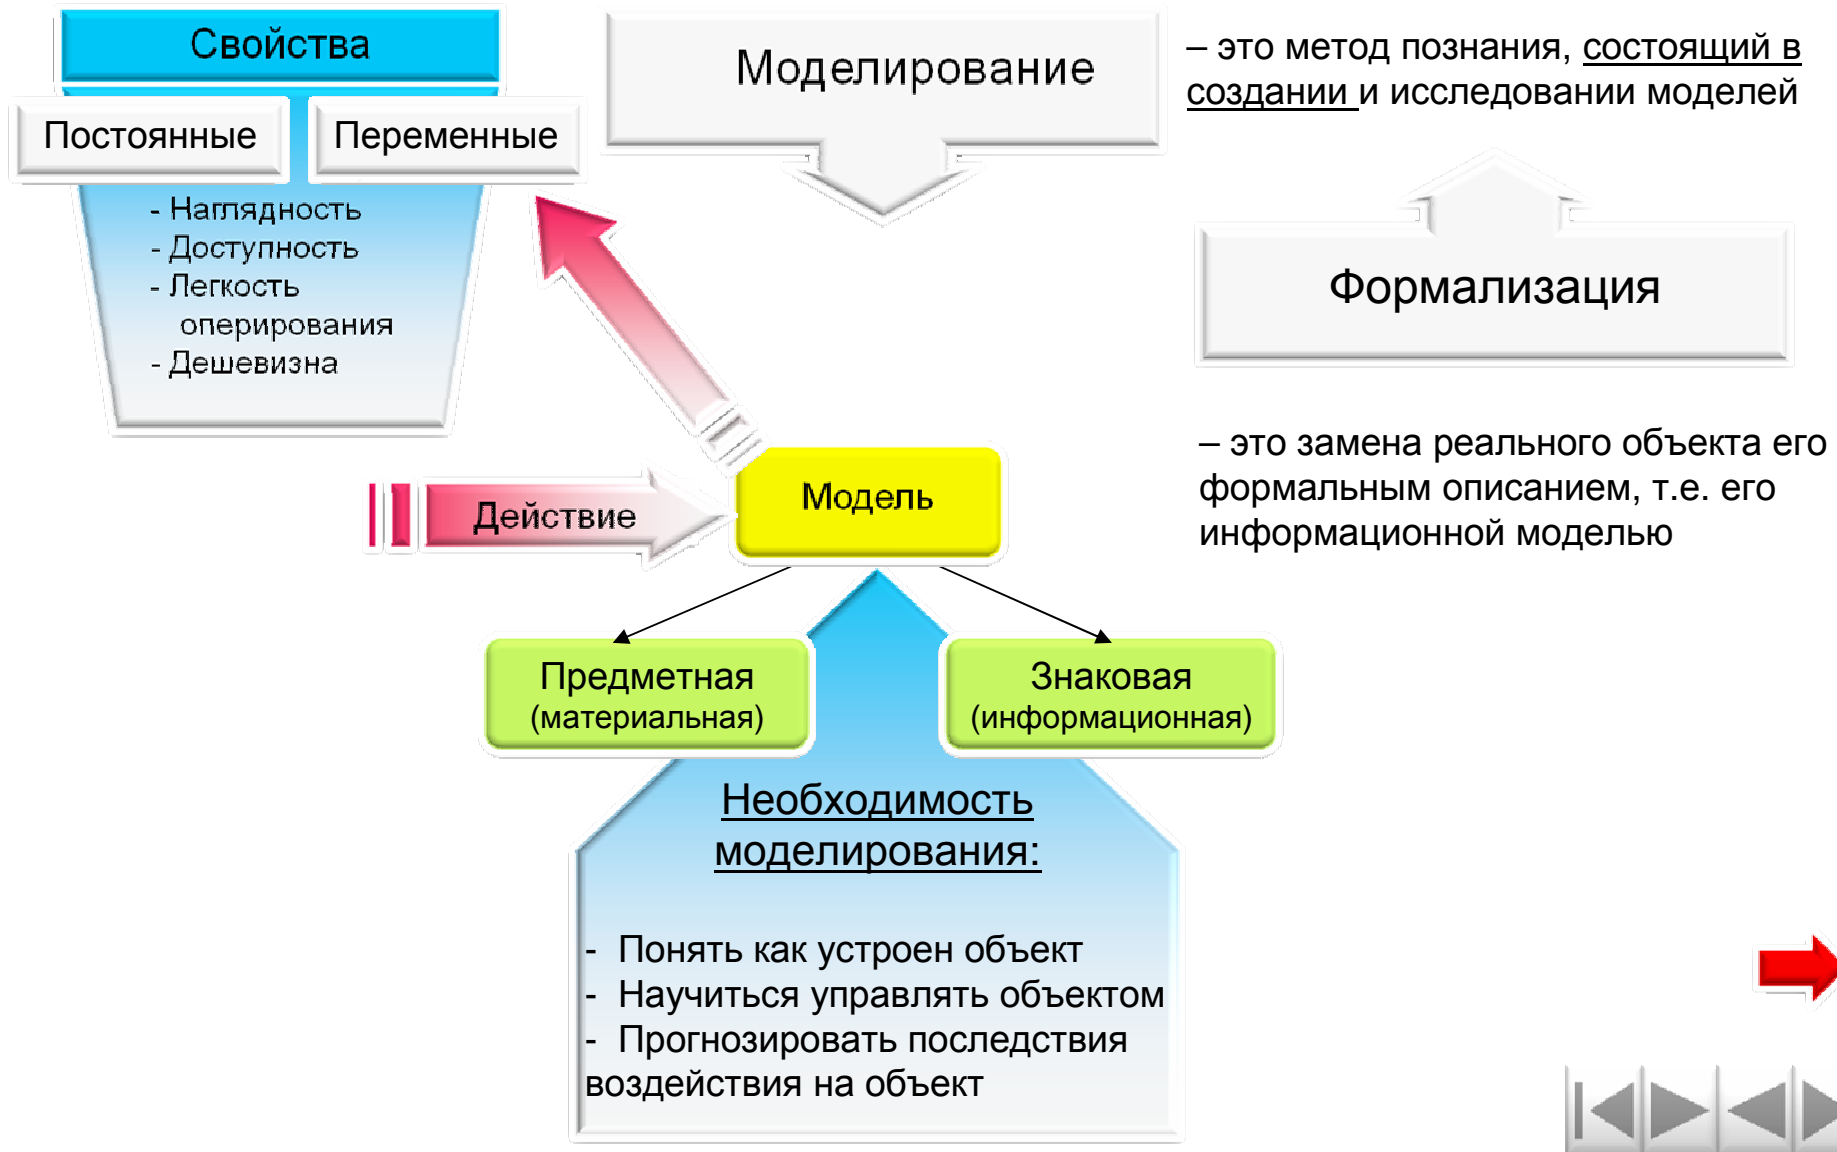 Свойства
Постоянные
Переменные
- Наглядность
- Доступность
- Легкость
оперирования
- Дешевизна
Моделирование
– это метод познания, состоящий в
создании и исследовании моделей
Формализация
– это замена реального объекта его
формальным описанием, т.е. его
информационной моделью
Действие
Модель
Предметная
(материальная)
Знаковая
(информационная)
Необходимость
моделирования:
- Понять как устроен объект
- Научиться управлять объектом
- Прогнозировать последствия
воздействия на объект